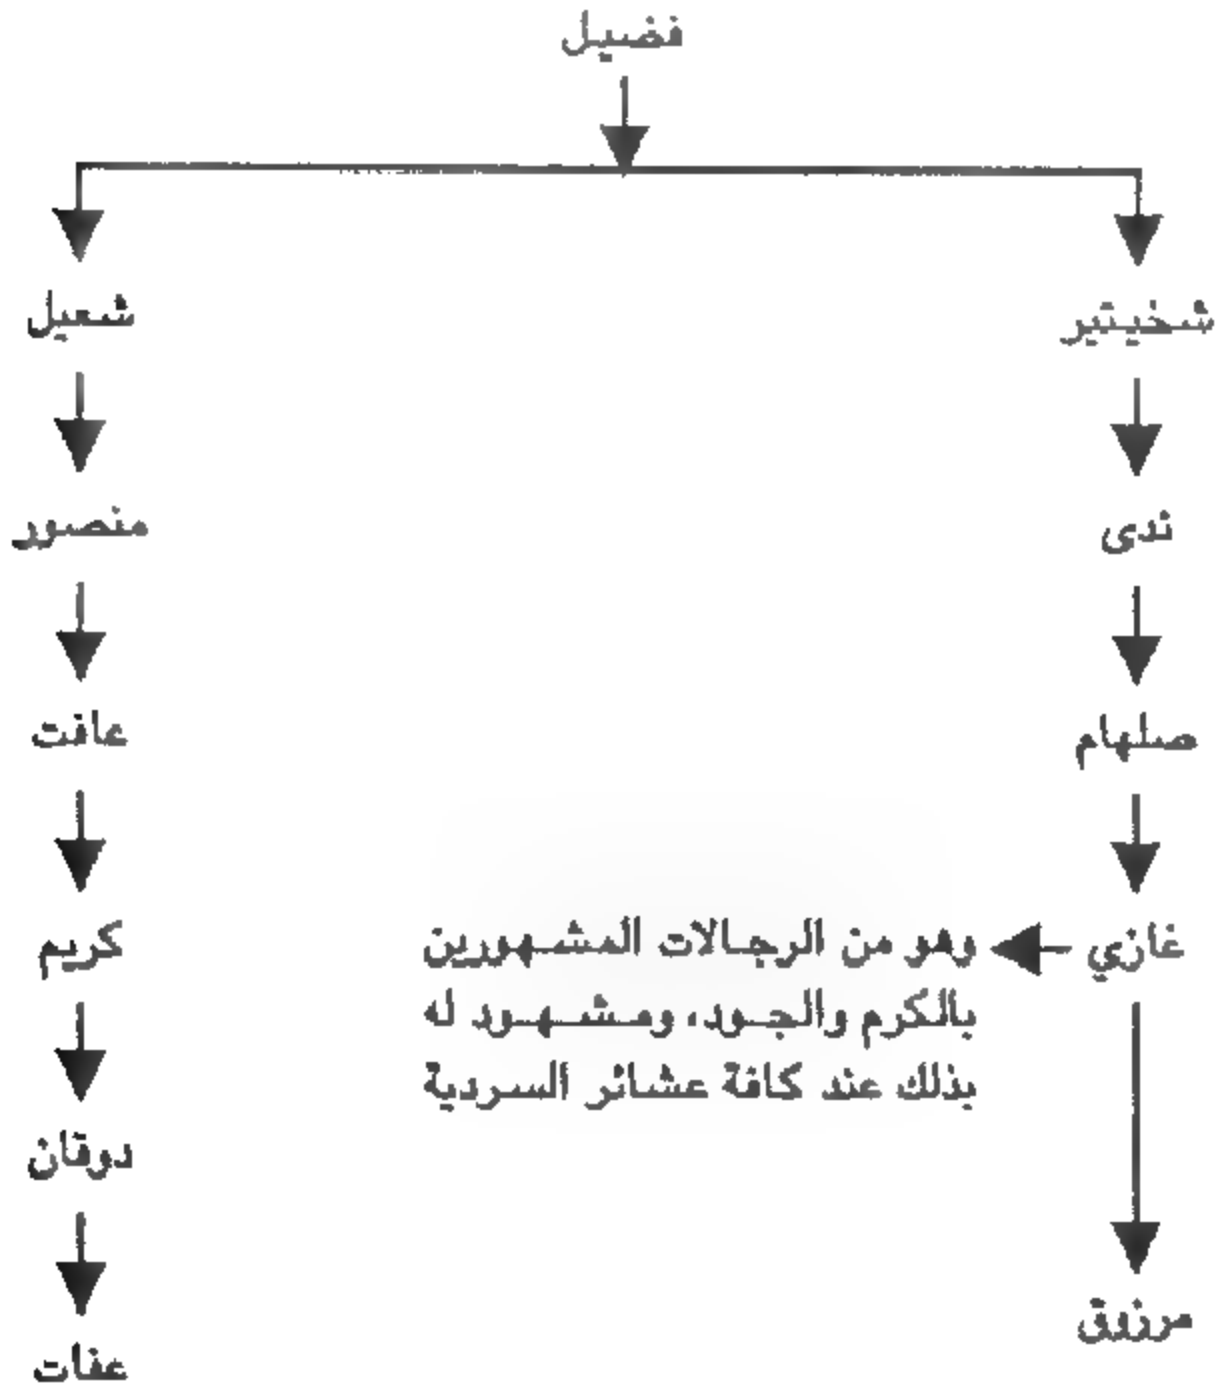 فضيل
شخيتير
شعيل
ندى
منصور
صلهام
عافت
غازي
وهو من الرجالات المشهورين
بالكرم والجود، ومشهود له
بذلك عند كافة عشائر السردية
كريم
دوقان
مرزوق
عفات